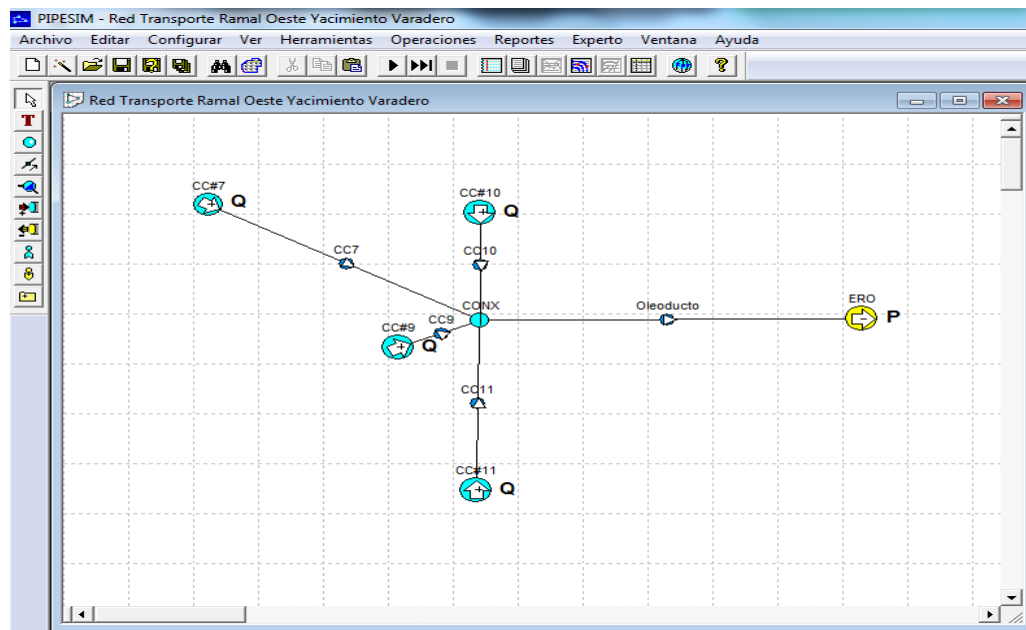 PIPESIM - Red Transporte Ramal Oeste Yacimiento Varadero
Archivo Editar Configurar Ver Herramientas Operaciones Reportes Experto Ventana Ayuda
T
Red Transporte Ramal Oeste Yacimiento Varadero
CC#7
Q
CC#10
Q
CC7
CC10
CONX
Oleoducto
ERO
P
CC9
CC#9
Q
CC11
CC#11
Q